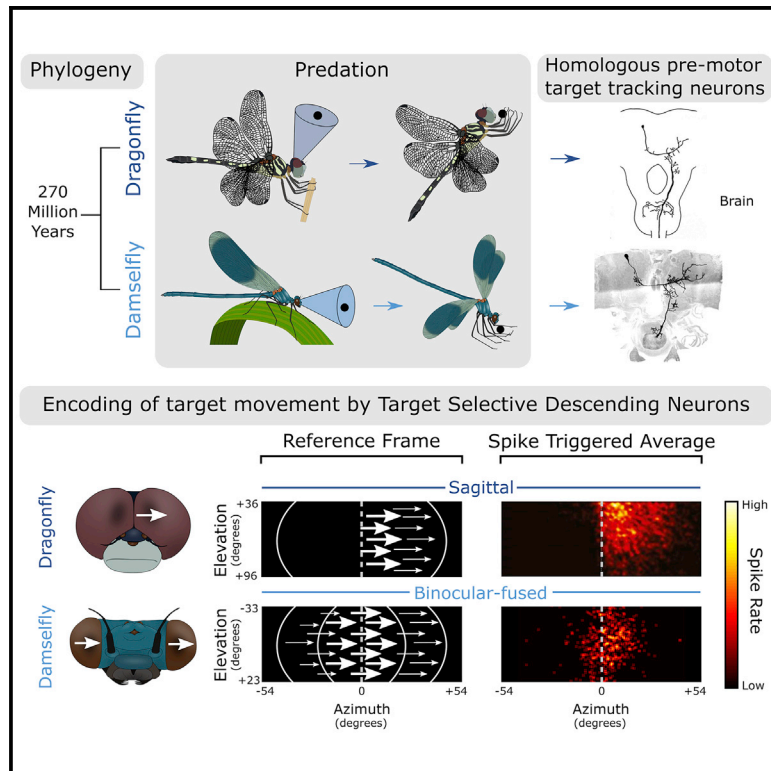 Phylogeny
Predation
Homologous pre-motor
target tracking neurons
Dragonfly
270
Million
Years
Damselfly
Brain
Encoding of target movement by Target Selective Descending Neurons
Reference Frame
Spike Triggered Average
Dragonfly
Sagittal
Elevation
(degrees)
+36
+96
Binocular-fused
Damselfly
Elevation
(degrees)
-33
+23
-54
0
+54
Azimuth
(degrees)
-54
0
+54
Azimuth
(degrees)
High
Spike Rate
Low